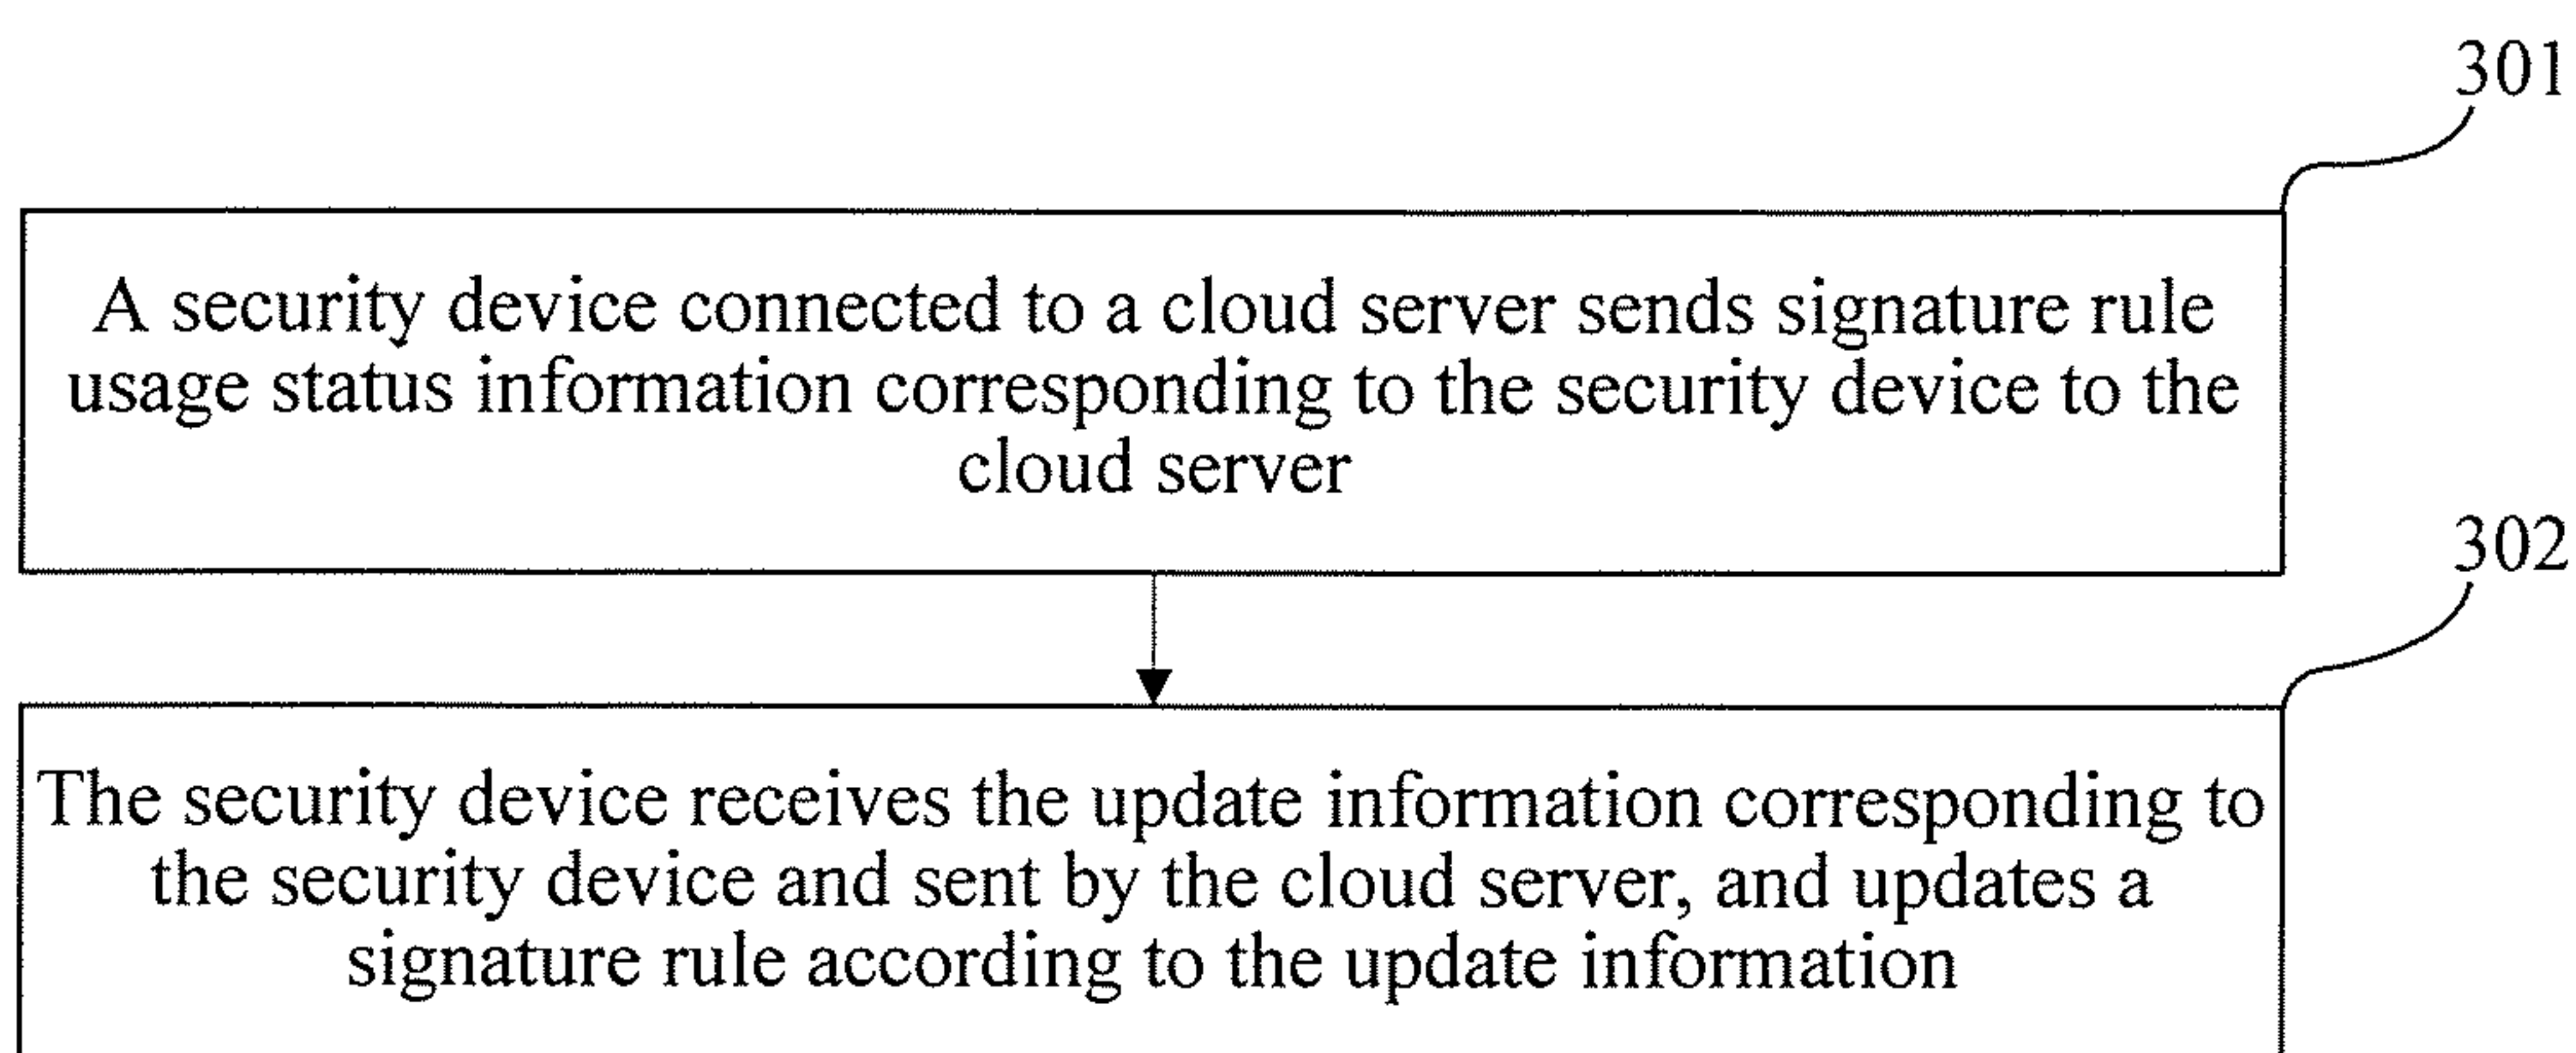 301
A security device connected to a cloud server sends signature rule
usage status information corresponding to the security device to the
cloud server
302
The security device receives the update information corresponding to
the security device and sent by the cloud server, and updates a
signature rule according to the update information